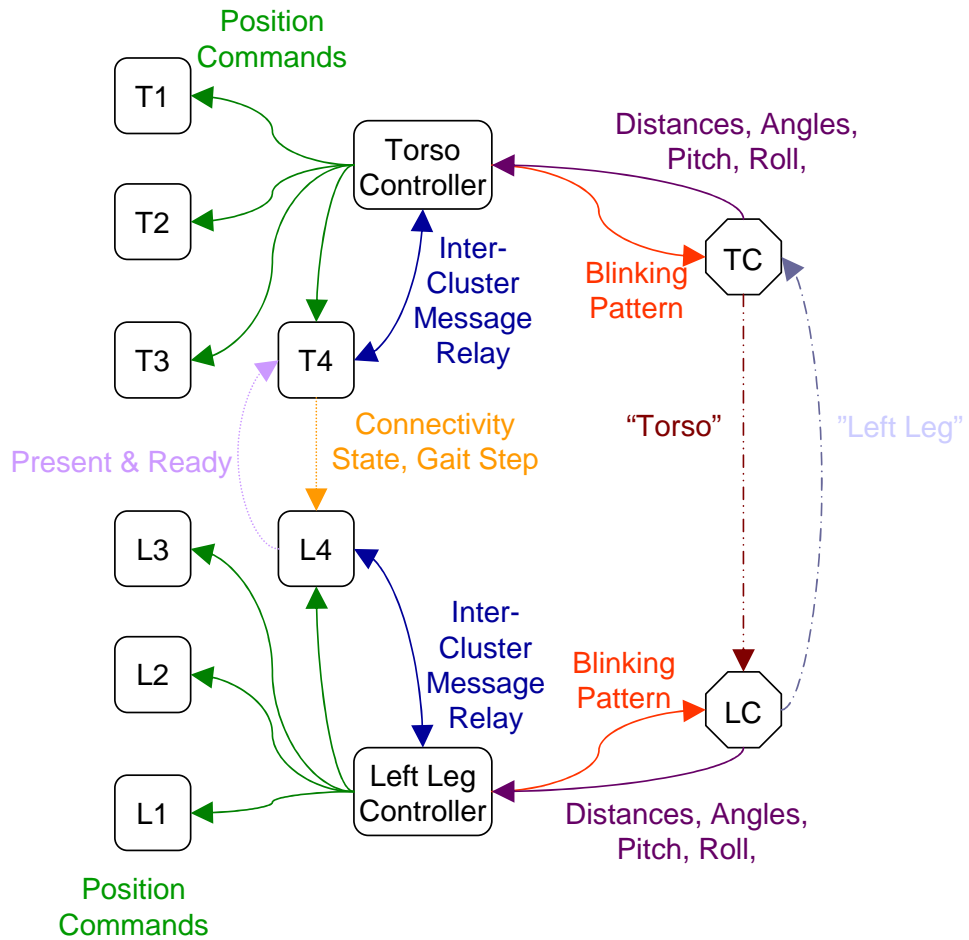 Position
Commands
T1
T2
T3
Torso
Controller
Distances, Angles,
Pitch, Roll,
TC
Blinking
Pattern
Inter-
Cluster
Message
Relay
T4
Present & Ready
Connectivity
State, Gait Step
“Torso”
”Left Leg”
L3
L4
L2
L1
Inter-
Cluster
Message
Relay
Blinking
Pattern
LC
Left Leg
Controller
Distances, Angles,
Pitch, Roll,
Position
Commands